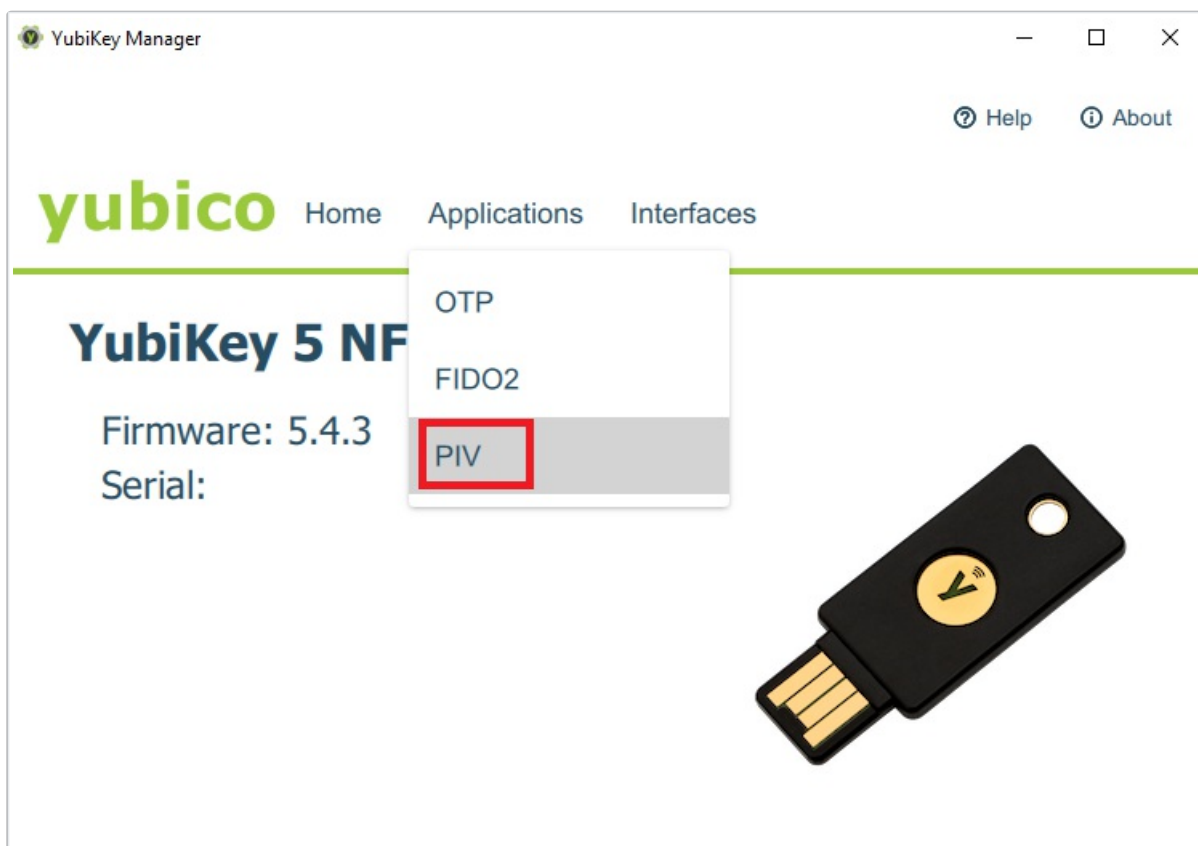 YubiKey Manager
Help About
yubico Home Applications Interfaces
OTP
YubiKey 5 NF
FIDO2
Firmware: 5.4.3
PIV
Serial: